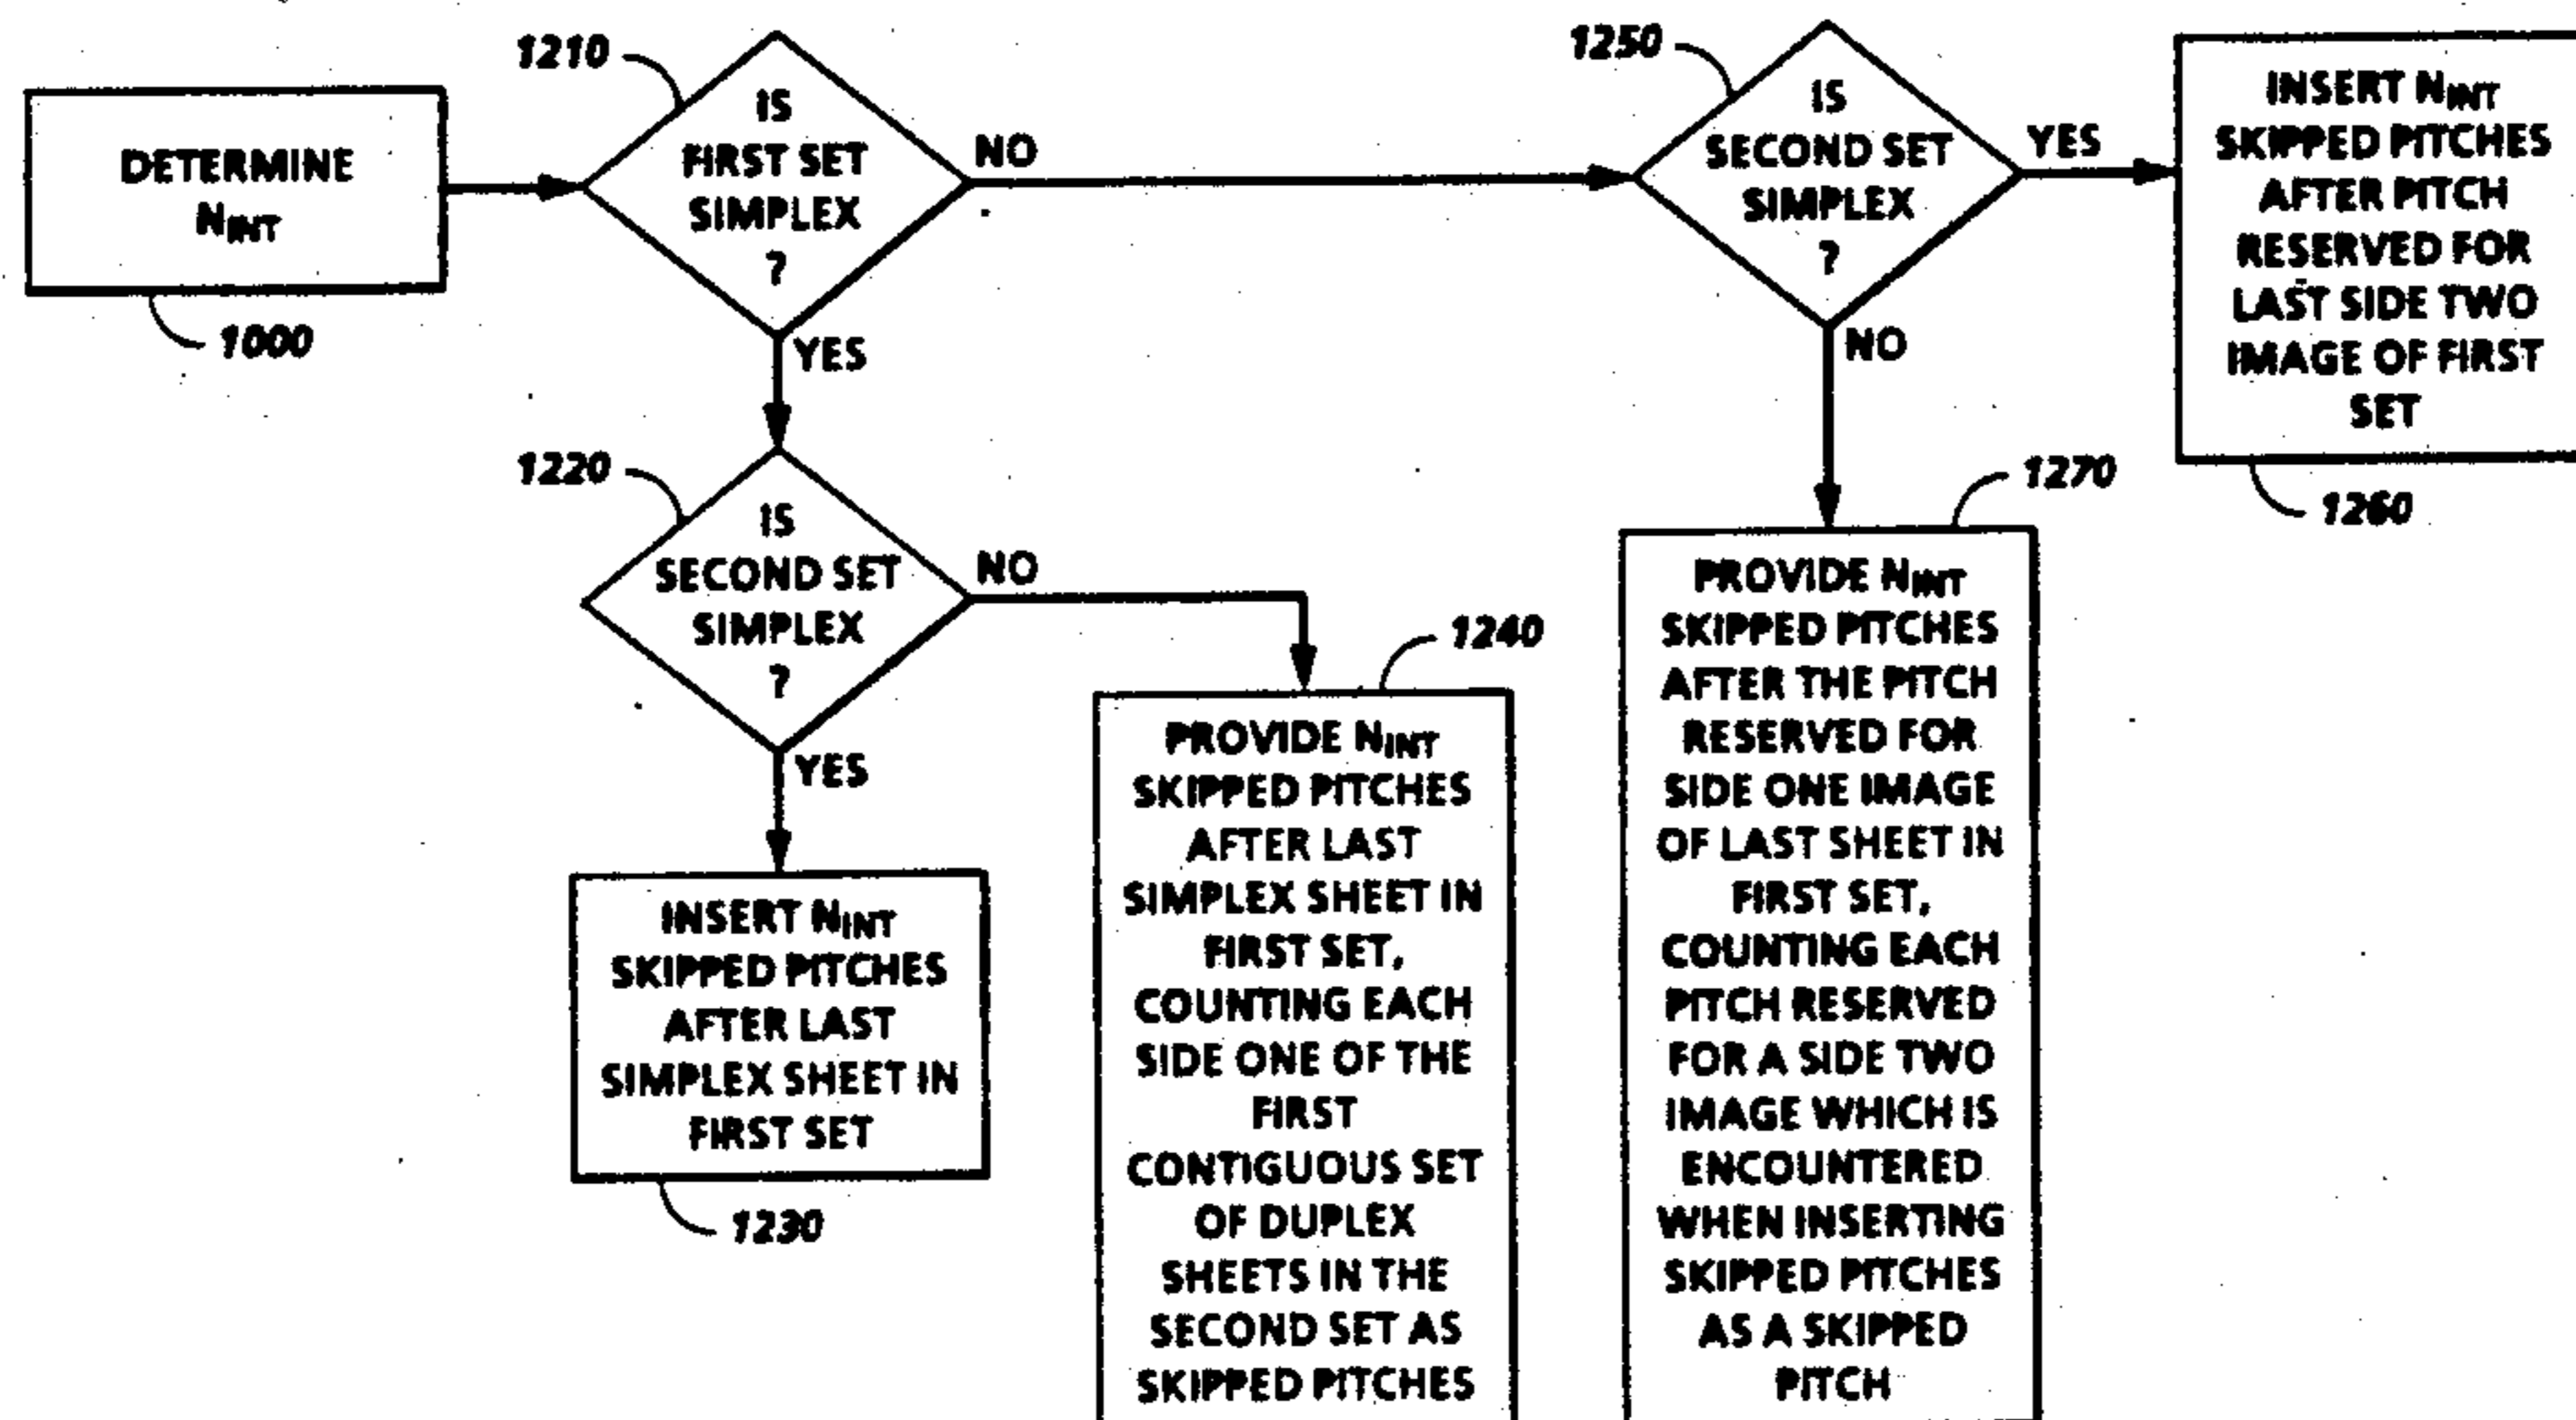 DETERMINE
NINT
1000
1210
IS
FIRST SET
SIMPLEX
?
NO
YES
1220
IS
SECOND SET
SIMPLEX
?
NO
YES
INSERT NINT
SKIPPED PITCHES
AFTER LAST
SIMPLEX SHEET IN
FIRST SET
1230
1240
PROVIDE NINT
SKIPPED PITCHES
AFTER LAST
SIMPLEX SHEET IN
FIRST SET,
COUNTING EACH
SIDE ONE OF THE
FIRST
CONTIGUOUS SET
OF DUPLEX
SHEETS IN THE
SECOND SET AS
SKIPPED PITCHES
1250
IS
SECOND SET
SIMPLEX
?
YES
NO
INSERT NINT
SKIPPED PITCHES
AFTER PITCH
RESERVED FOR
LAST SIDE TWO
IMAGE OF FIRST
SET
1260
1270
PROVIDE NINT
SKIPPED PITCHES
AFTER THE PITCH
RESERVED FOR
SIDE ONE IMAGE
OF LAST SHEET IN
FIRST SET,
COUNTING EACH
PITCH RESERVED
FOR A SIDE TWO
IMAGE WHICH IS
ENCOUNTERED
WHEN INSERTING
SKIPPED PITCHES
AS A SKIPPED
PITCH